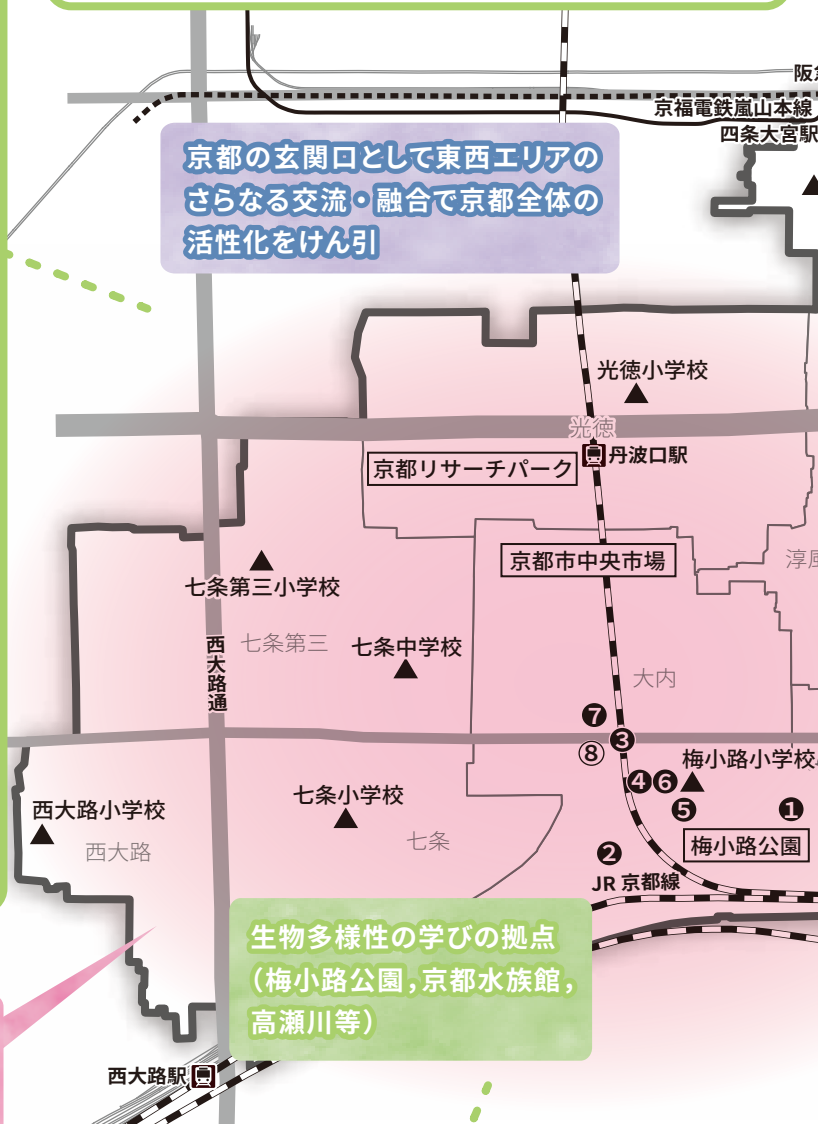 阪
京福電鉄嵐山本線
四条大宮駅
京都の玄関口として東西エリアの
さらなる交流・融合で京都全体の
活性化をけん引
光徳小学校
光徳
丹波口駅
京都リサーチパーク
京都市中央市場
淳風
七条第三小学校
七条第三
西大路通
七条中学校
大内
❼
❸
⑧
梅小路小学校
❹
❻
❺
❶
七条小学校
西大路小学校
七条
西大路
梅小路公園
❷
JR 京都線
生物多様性の学びの拠点
（梅小路公園，京都水族館，
高瀬川等）
西大路駅